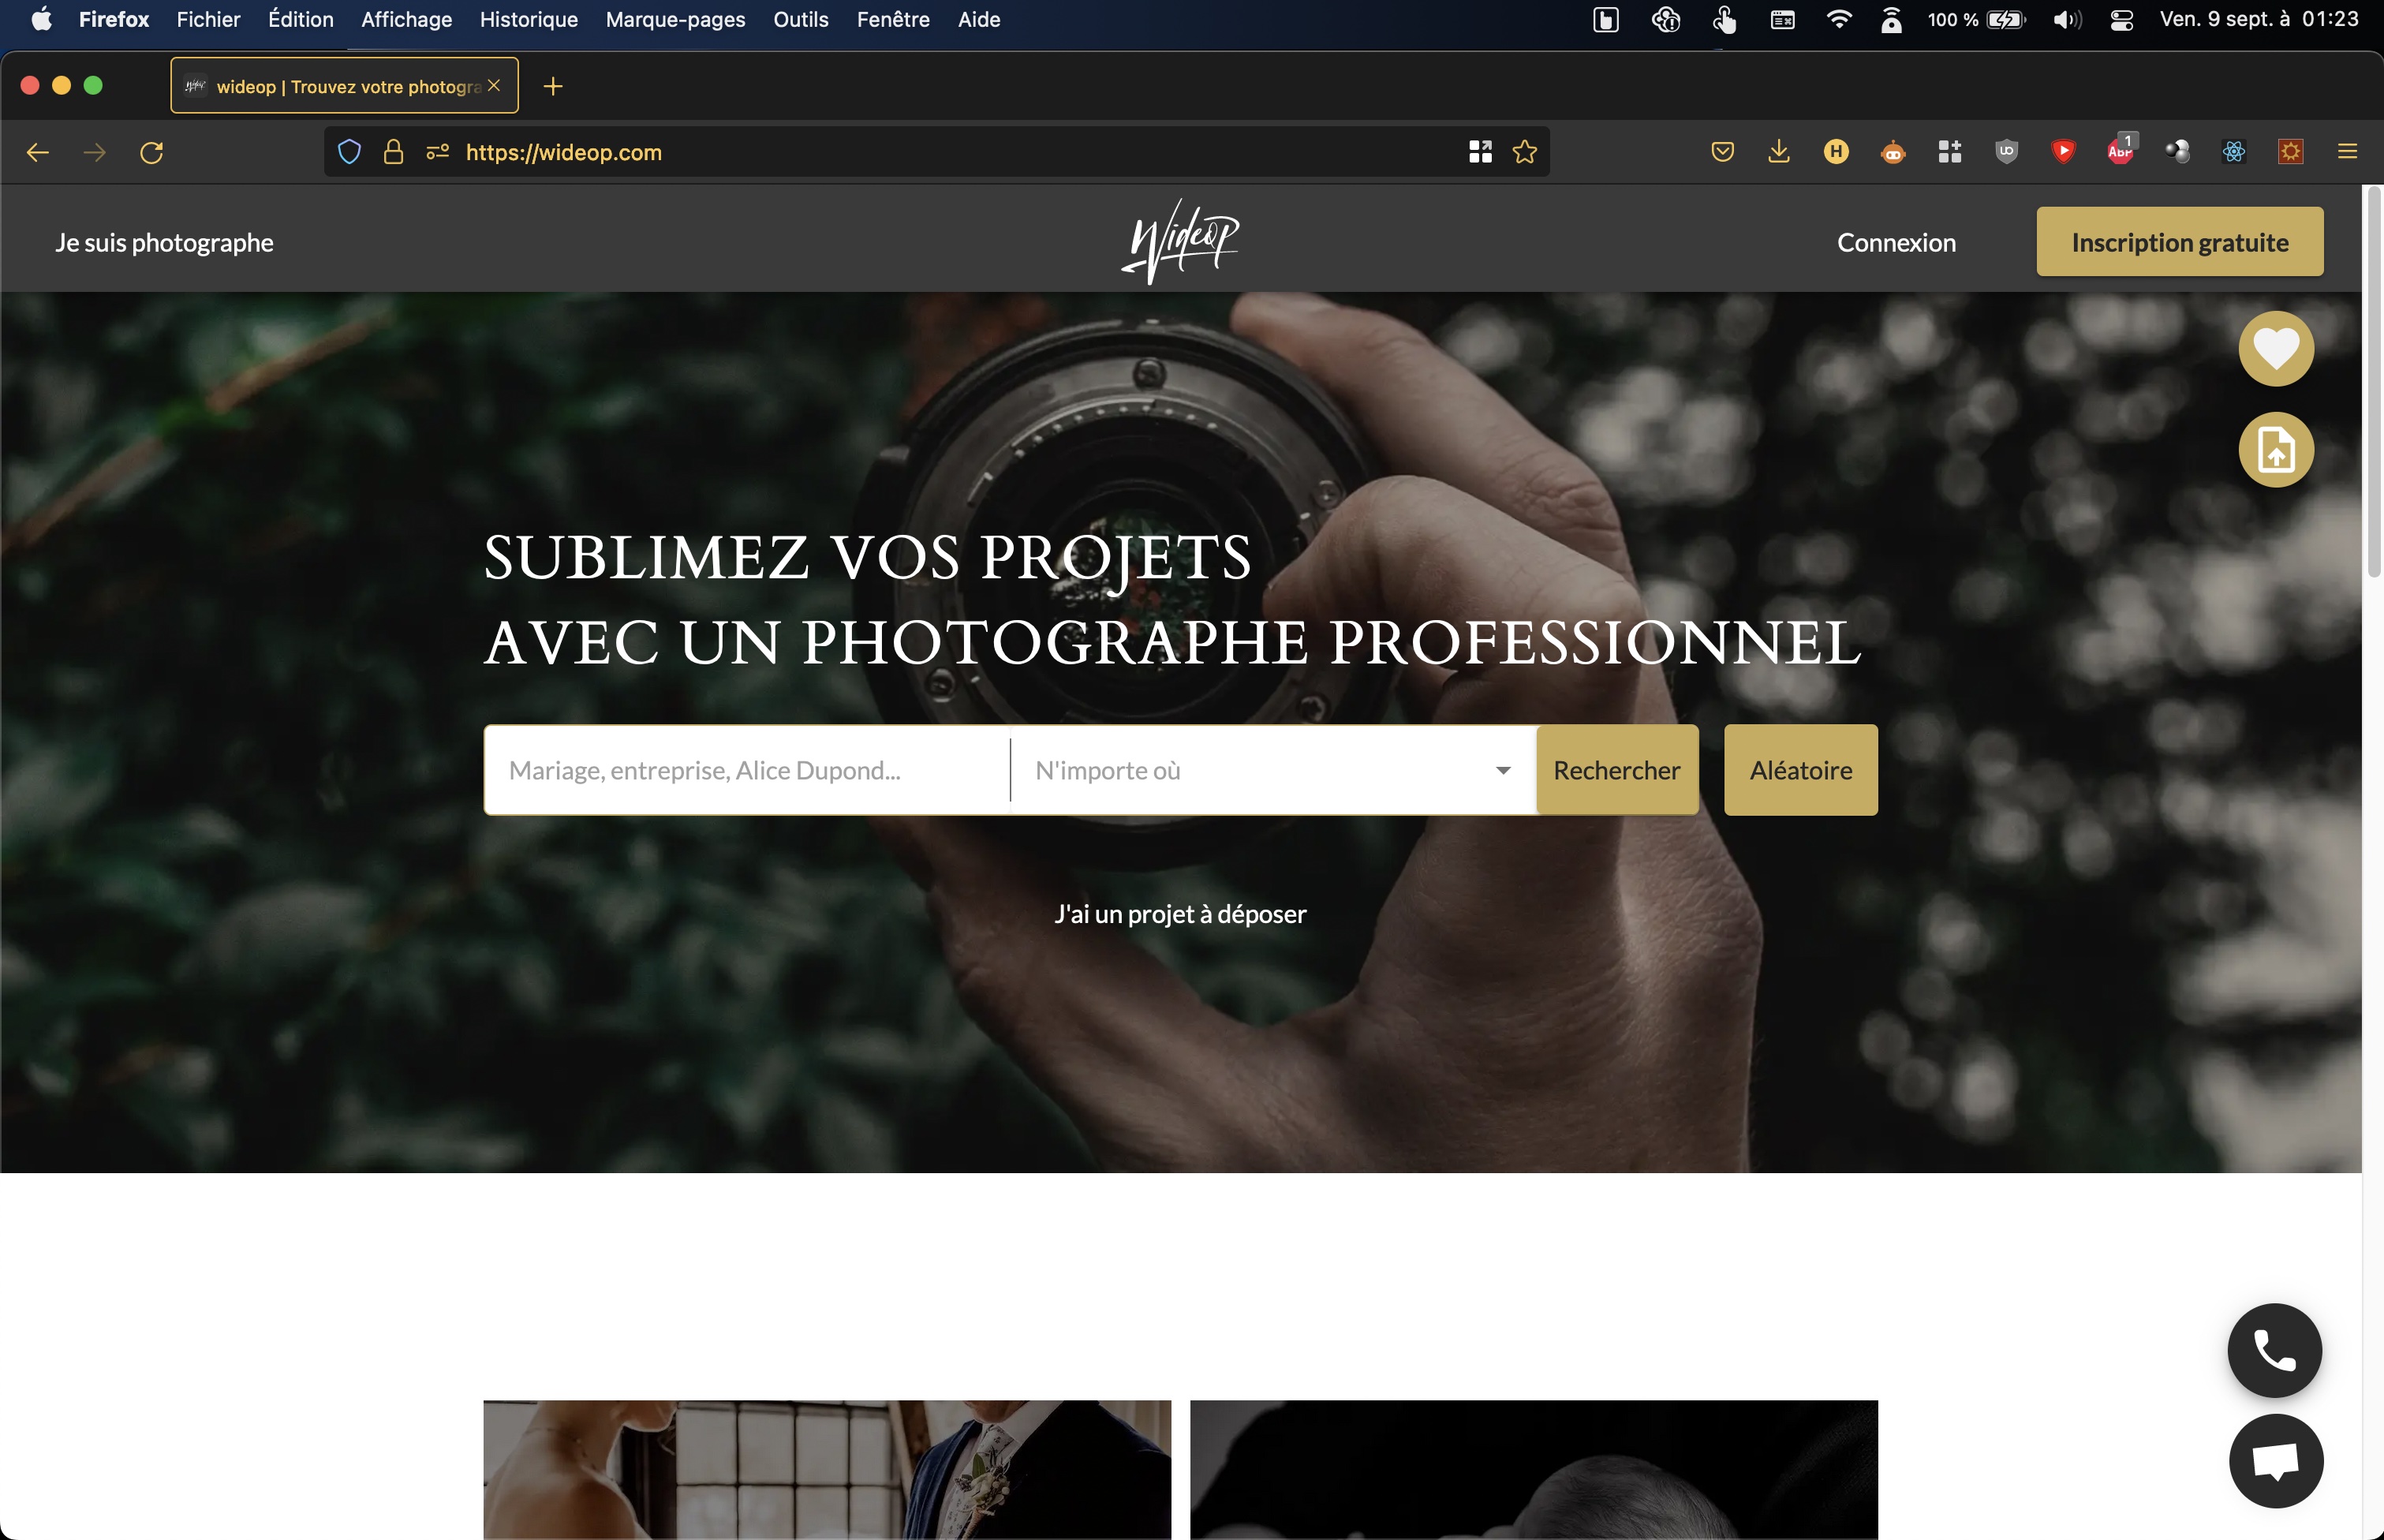 Firefox Fichier Édition Affichage Historique Marque-pages Outils Fenêtre Aide 100 % Ven. 9 sept. à 01:23
wideop | Trouvez votre photogra
https://wideop.com
H
UO
ABP
1
Je suis photographe
WideoP
Connexion
Inscription gratuite
SUBLIMEZ VOS PROJETS
AVEC UN PHOTOGRAPHE PROFESSIONNEL
Mariage, entreprise, Alice Dupond...
N'importe où
Rechercher
Aléatoire
J'ai un projet à déposer